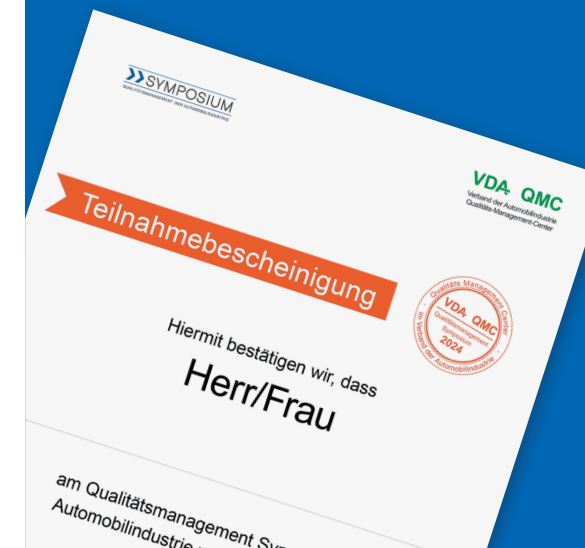 SYMPOSIUM
QUALITÄTSMANAGEMENT DER AUTOMOBILINDUSTRIE
VDA QMC
Verband der Automobilindustrie
Qualitäts-Management-Center
Teilnahmebescheinigung
Qualitäts Management Center
im Verband der Automobilindustrie
VDA QMC
Qualitätsmanagement
Symposium
2024
Hiermit bestätigen wir, dass
Herr/Frau
am Qualitätsmanagement
Automobilindustrie